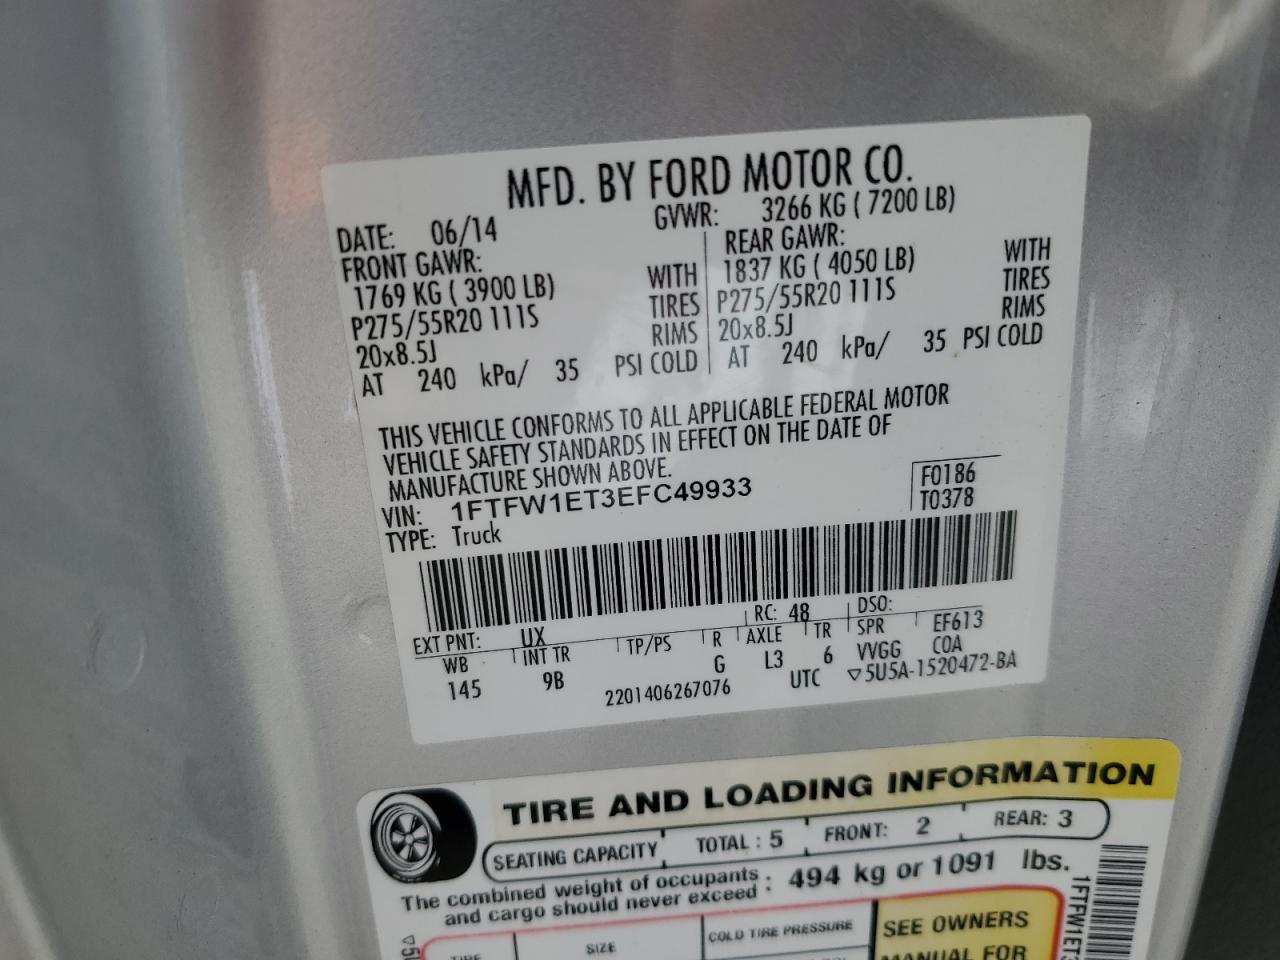 MFD. BY FORD MOTOR CO.
DATE: 06/14 GVWR: 3266 KG ( 7200 LB)
FRONT GAWR: REAR GAWR:
1769 KG ( 3900 LB) WITH 1837 KG ( 4050 LB) WITH
P275/55R20 111S TIRES P275/55R20 111S TIRES
20x8.5J RIMS 20x8.5J RIMS
AT 240 kPa/ 35 PSI COLD AT 240 kPa/ 35 PSI COLD
THIS VEHICLE CONFORMS TO ALL APPLICABLE FEDERAL MOTOR
VEHICLE SAFETY STANDARDS IN EFFECT ON THE DATE OF
MANUFACTURE SHOWN ABOVE.
VIN: 1FTFW1ET3EFC49933 F0186
TYPE: Truck T0378
EXT PNT: UX RC: 48 DSO:
WB INT TR TP/PS R AXLE TR SPR EF613
145 9B G L3 6 VVGG COA
2201406267076 UTC ▽5U5A-1520472-BA
TIRE AND LOADING INFORMATION
SEATING CAPACITY TOTAL : 5 FRONT: 2 REAR: 3
The combined weight of occupants : 494 kg or 1091 lbs.
and cargo should never exceed
SIZE COLD TIRE PRESSURE SEE OWNERS
MANUAL FOR
1FTFW1ET3